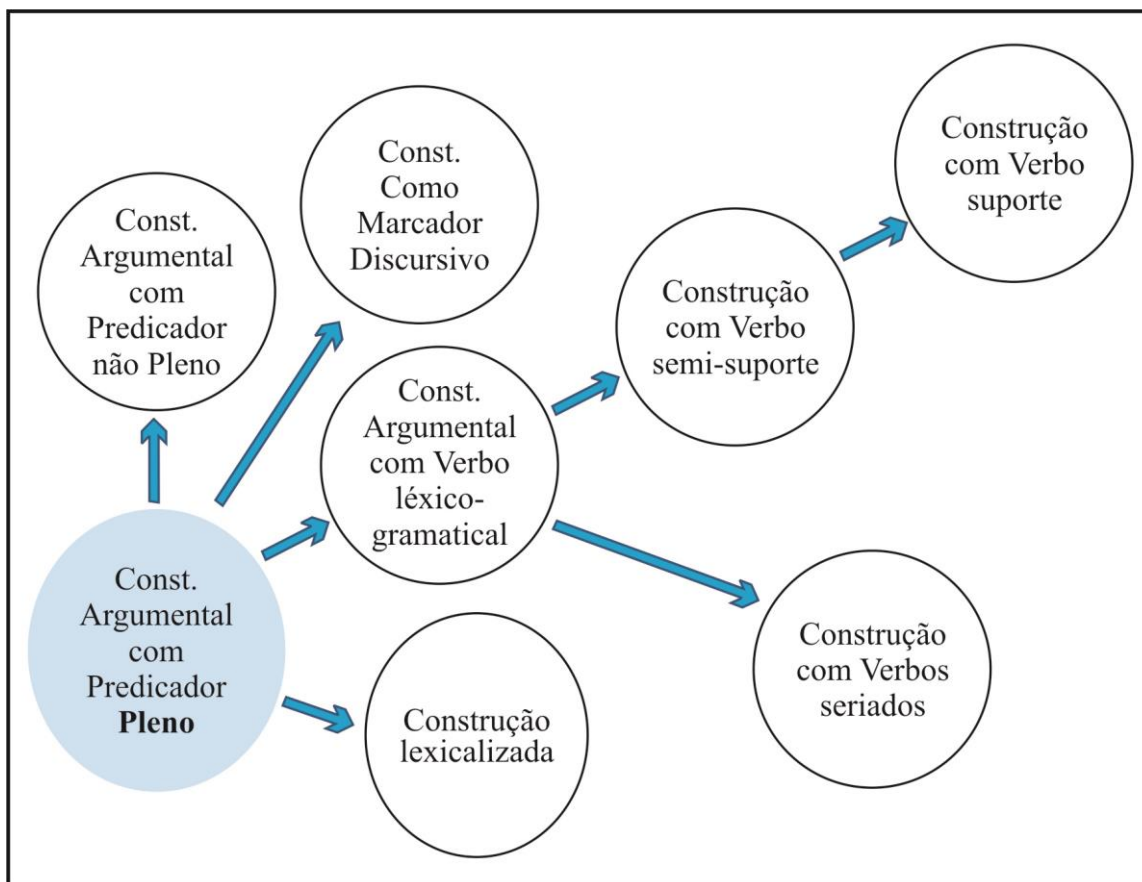 Construção
com Verbo
suporte
Const.
Como
Marcador
Discursivo
Const.
Argumental
com
Predicador
não Pleno
Construção
com Verbo
semi-suporte
Const.
Argumental
com Verbo
léxico-
gramatical
Const.
Argumental
com
Predicador
Pleno
Construção
com Verbos
seriados
Construção
lexicalizada